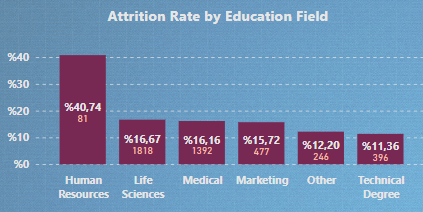 Attrition Rate by Education Field
%40
%30
%20
%10
%0
%40,74
81
%16,67
1818
%16,16
1392
%15,72
477
%12,20
246
%11,36
396
Human
Resources
Life
Sciences
Medical
Marketing
Other
Technical
Degree